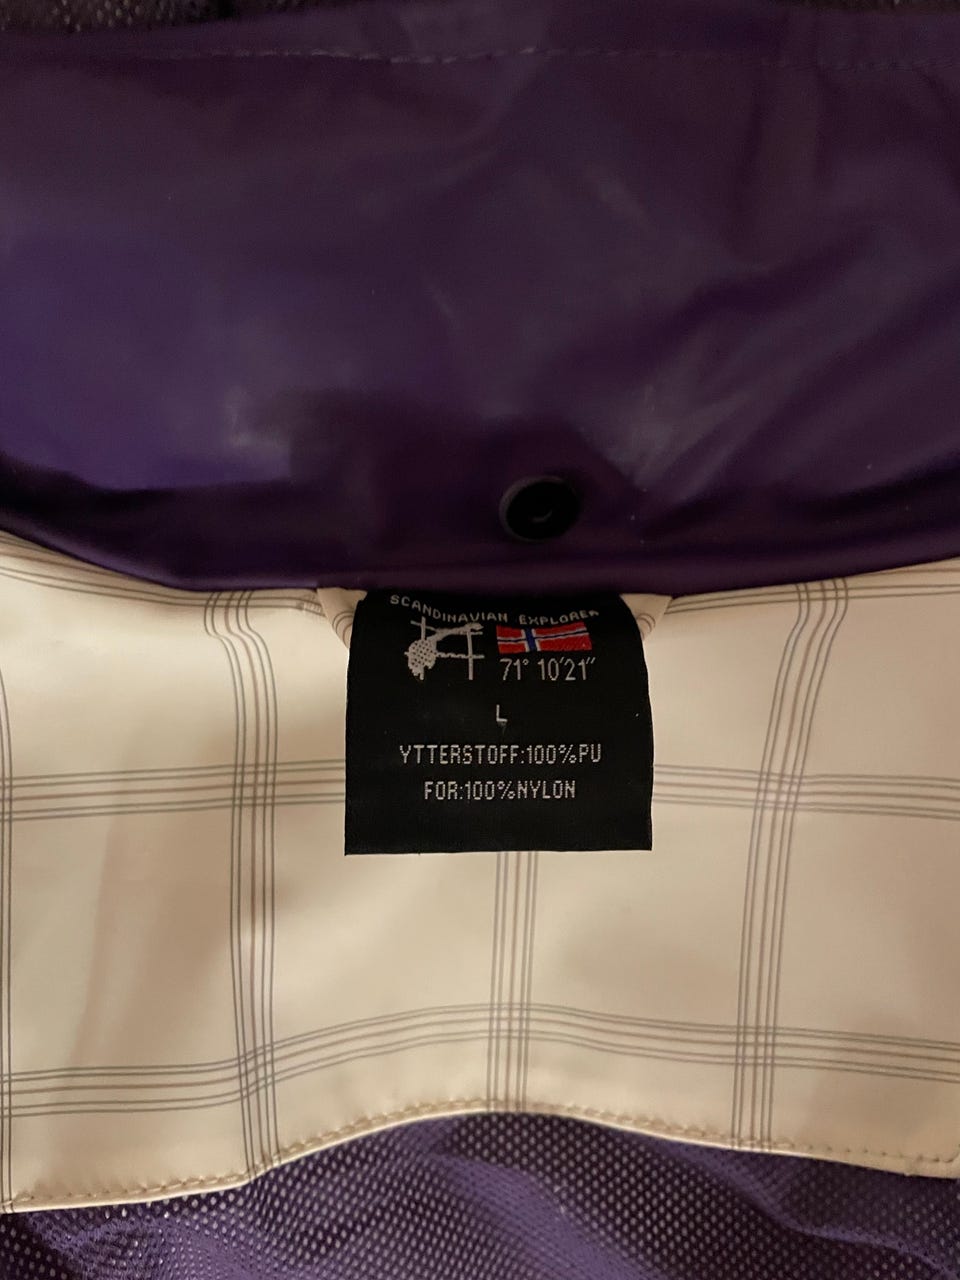 SCANDINAVIAN EXPLORER
71° 10'21"
L
YTTERSTOFF:100%PU
FOR:100%NYLON